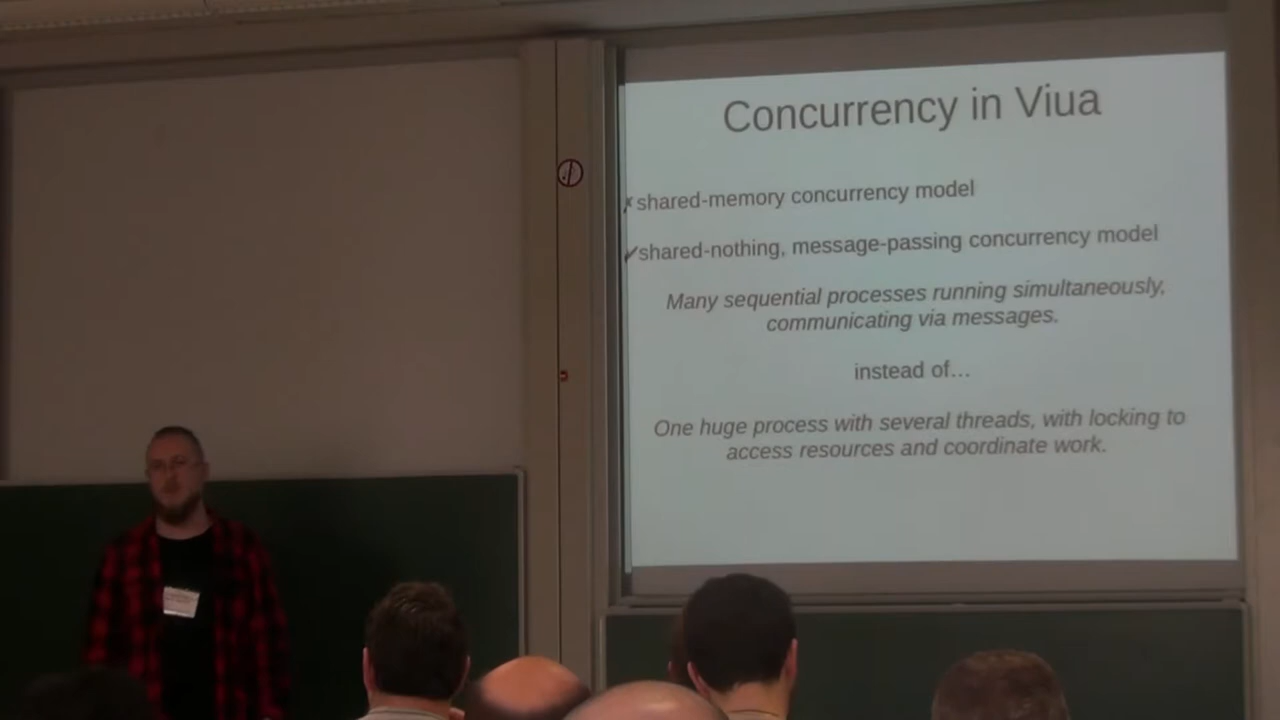 Concurrency in Viua
✗shared-memory concurrency model
✔shared-nothing, message-passing concurrency model
Many sequential processes running simultaneously,
communicating via messages.
instead of…
One huge process with several threads, with locking to
access resources and coordinate work.